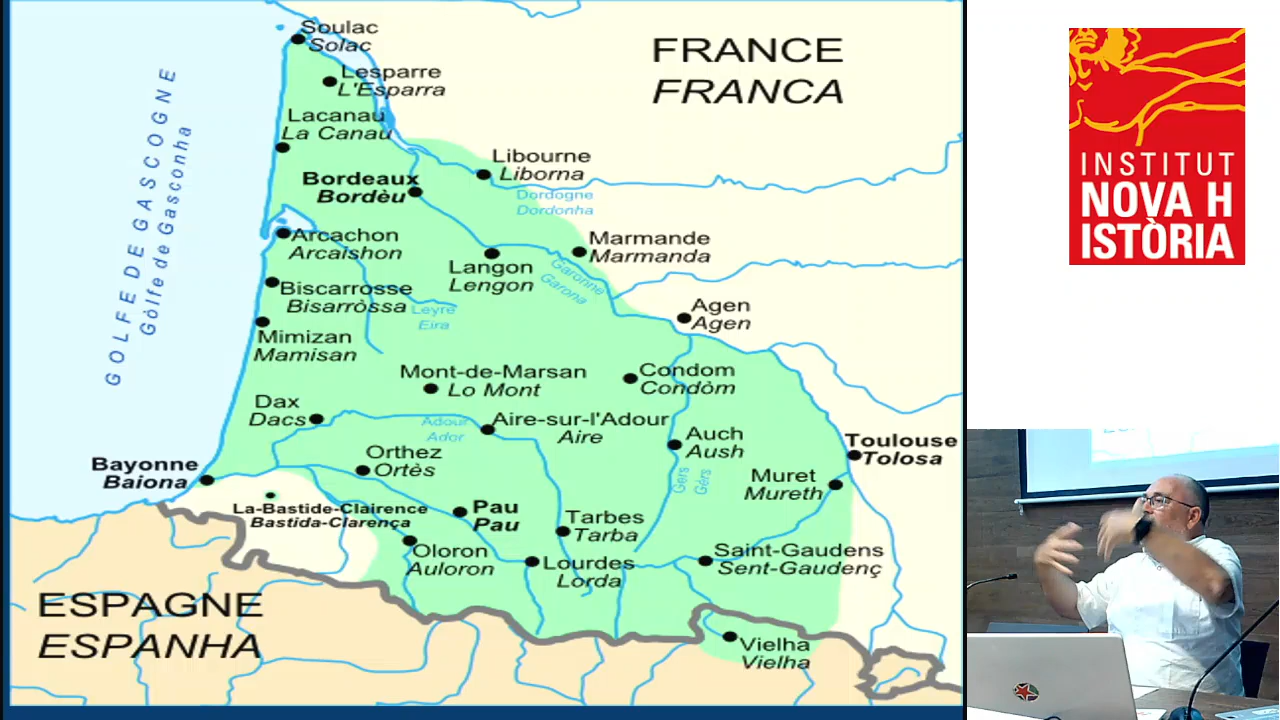 Soulac
Solac
Lesparre
L'Esparra
Lacanau
La Canau
FRANCE
FRANCA
Libourne
Liborna
Bordeaux
Bordèu
Dordogne
Dordonha
GOLFE DE GASCOGNE
Gòlfe de Gasconha
Arcachon
Arcaishon
Marmande
Marmanda
Langon
Lengon
Garonne
Garona
Biscarrosse
Bisarròssa
Leyre
Eira
Agen
Agen
Mimizan
Mamisan
Mont-de-Marsan
Lo Mont
Condom
Condòm
Dax
Dacs
Adour
Ador
Aire-sur-l'Adour
Aire
Auch
Aush
Toulouse
Tolosa
Bayonne
Baiona
Orthez
Ortès
Gers
Gèrs
Muret
Mureth
La-Bastide-Clairence
Bastida-Clarença
Pau
Pau
Tarbes
Tarba
Oloron
Auloron
Lourdes
Lorda
Saint-Gaudens
Sent-Gaudenç
ESPAGNE
ESPANHA
Vielha
Vielha
INSTITUT
NOVA H
ISTÒRIA